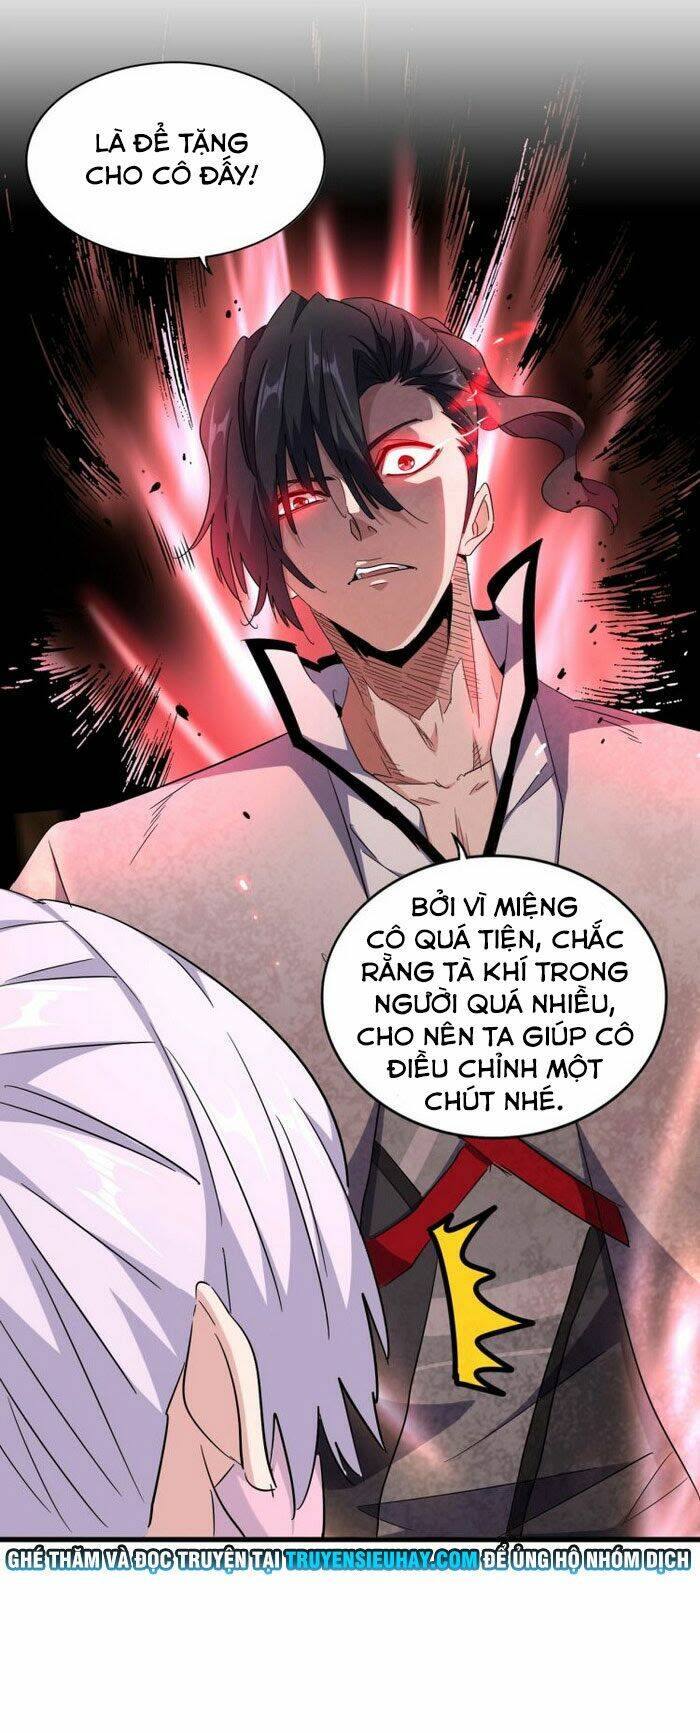 LÀ ĐỂ TẶNG
CHO CÔ ĐẤY!
BỞI VÌ MIỆNG
CÔ QUÁ TIỆN, CHẮC
RẰNG TÀ KHÍ TRONG
NGƯỜI QUÁ NHIỀU,
CHO NÊN TA GIÚP CÔ
ĐIỀU CHỈNH MỘT
CHÚT NHÉ.
GHÉ THĂM VÀ ĐỌC TRUYỆN TẠI TRUYENSIEUHAY.COM ĐỂ ỦNG HỘ NHÓM DỊCH